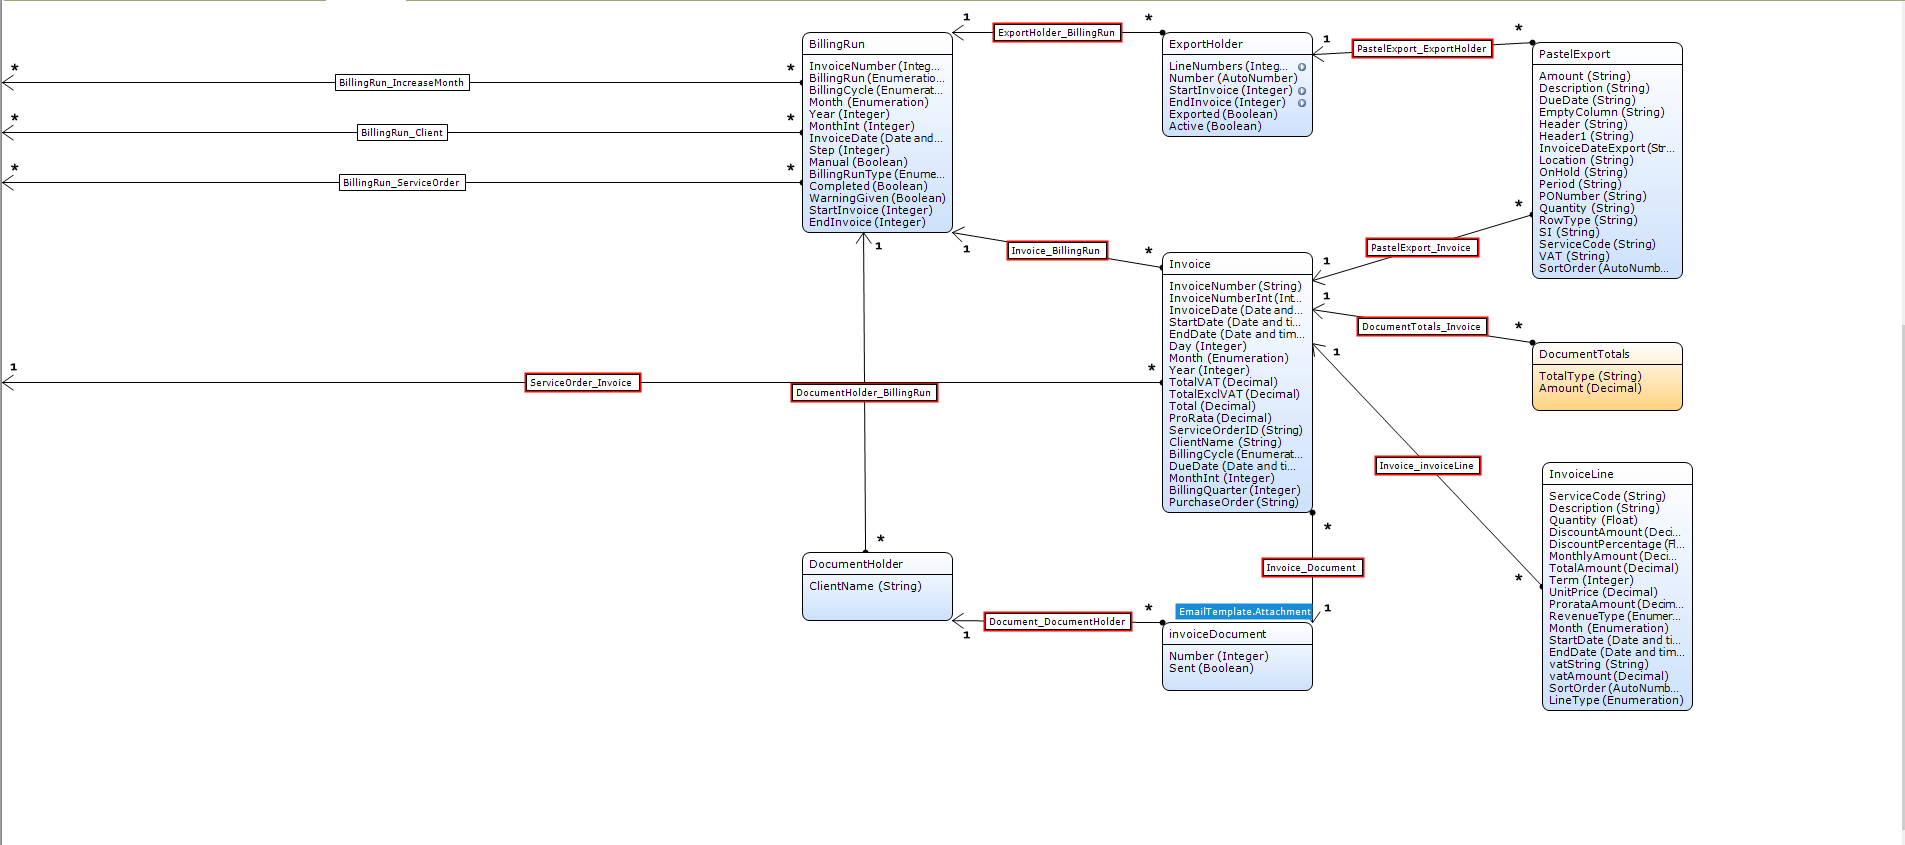 BillingRun
InvoiceNumber (Integ...
BillingRun (Enumeratio...
BillingCycle (Enumerat...
Month (Enumeration)
Year (Integer)
MonthInt (Integer)
InvoiceDate (Date and...
Step (Integer)
Manual (Boolean)
BillingRunType (Enume...
Completed (Boolean)
WarningGiven (Boolean)
StartInvoice (Integer)
EndInvoice (Integer)
1
ExportHolder_BillingRun
*
ExportHolder
LineNumbers (Integ...
Number (AutoNumber)
StartInvoice (Integer)
EndInvoice (Integer)
Exported (Boolean)
Active (Boolean)
1
PastelExport_ExportHolder
*
PastelExport
Amount (String)
Description (String)
DueDate (String)
EmptyColumn (String)
Header (String)
Header1 (String)
InvoiceDateExport (Str...
Location (String)
OnHold (String)
Period (String)
PONumber (String)
Quantity (String)
RowType (String)
SI (String)
ServiceCode (String)
VAT (String)
SortOrder (AutoNumb...
*
BillingRun_IncreaseMonth
*
*
BillingRun_Client
*
*
BillingRun_ServiceOrder
*
1
1
Invoice_BillingRun
*
1
PastelExport_Invoice
*
Invoice
InvoiceNumber (String)
InvoiceNumberInt (Int...
InvoiceDate (Date and...
StartDate (Date and ti...
EndDate (Date and tim...
Day (Integer)
Month (Enumeration)
Year (Integer)
TotalVAT (Decimal)
TotalExclVAT (Decimal)
Total (Decimal)
ProRata (Decimal)
ServiceOrderID (String)
ClientName (String)
BillingCycle (Enumerat...
DueDate (Date and ti...
MonthInt (Integer)
BillingQuarter (Integer)
PurchaseOrder (String)
1
DocumentTotals_Invoice
*
DocumentTotals
TotalType (String)
Amount (Decimal)
1
ServiceOrder_Invoice
*
DocumentHolder_BillingRun
*
1
Invoice_invoiceLine
*
InvoiceLine
ServiceCode (String)
Description (String)
Quantity (Float)
DiscountAmount (Deci...
DiscountPercentage (Fl...
MonthlyAmount (Deci...
TotalAmount (Decimal)
Term (Integer)
UnitPrice (Decimal)
ProrataAmount (Decim...
RevenueType (Enumer...
Month (Enumeration)
StartDate (Date and ti...
EndDate (Date and tim...
vatString (String)
vatAmount (Decimal)
SortOrder (AutoNumb...
LineType (Enumeration)
*
Invoice_Document
1
DocumentHolder
ClientName (String)
1
Document_DocumentHolder
*
EmailTemplate.Attachment
invoiceDocument
Number (Integer)
Sent (Boolean)